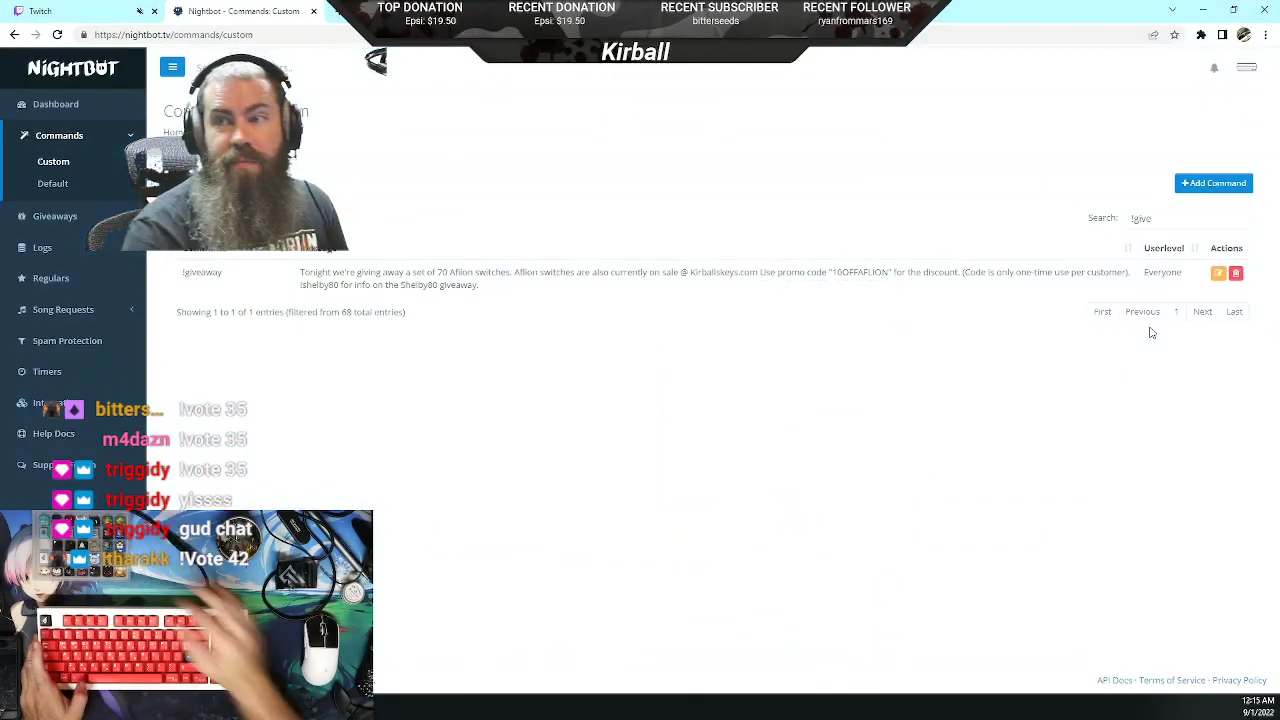 TOP DONATION
Epsi: $19.50
RECENT DONATION
Epsi: $19.50
RECENT SUBSCRIBER
bitterseeds
RECENT FOLLOWER
ryanfrommars169
Kirball
Twitch
Nightbot - Custom Commands
https://nightbot.tv/commands/custom
NiGHTBOT
Dashboard
Commands
Custom
Default
Giveaways
Logs
Regulars
Song Requests
Spam Protection
Timers
Help Docs
+ Add Command
Search: !give
Userlevel
Actions
!giveaway
Tonight we're giving away a set of 70 Aflion switches. Aflion switches are also currently on sale @ Kirballskeys.com Use promo code "10OFFAFLION" for the discount. (Code is only one-time use per customer).
!shelby80 for info on the Shelby80 giveaway.
Everyone
Showing 1 to 1 of 1 entries (filtered from 68 total entries)
First Previous 1 Next Last
bitters... !vote 35
m4dazn !vote 35
triggidy !vote 35
triggidy yissss
triggidy gud chat
ltharakk !Vote 42
API Docs · Terms of Service · Privacy Policy
12:15 AM
9/1/2022